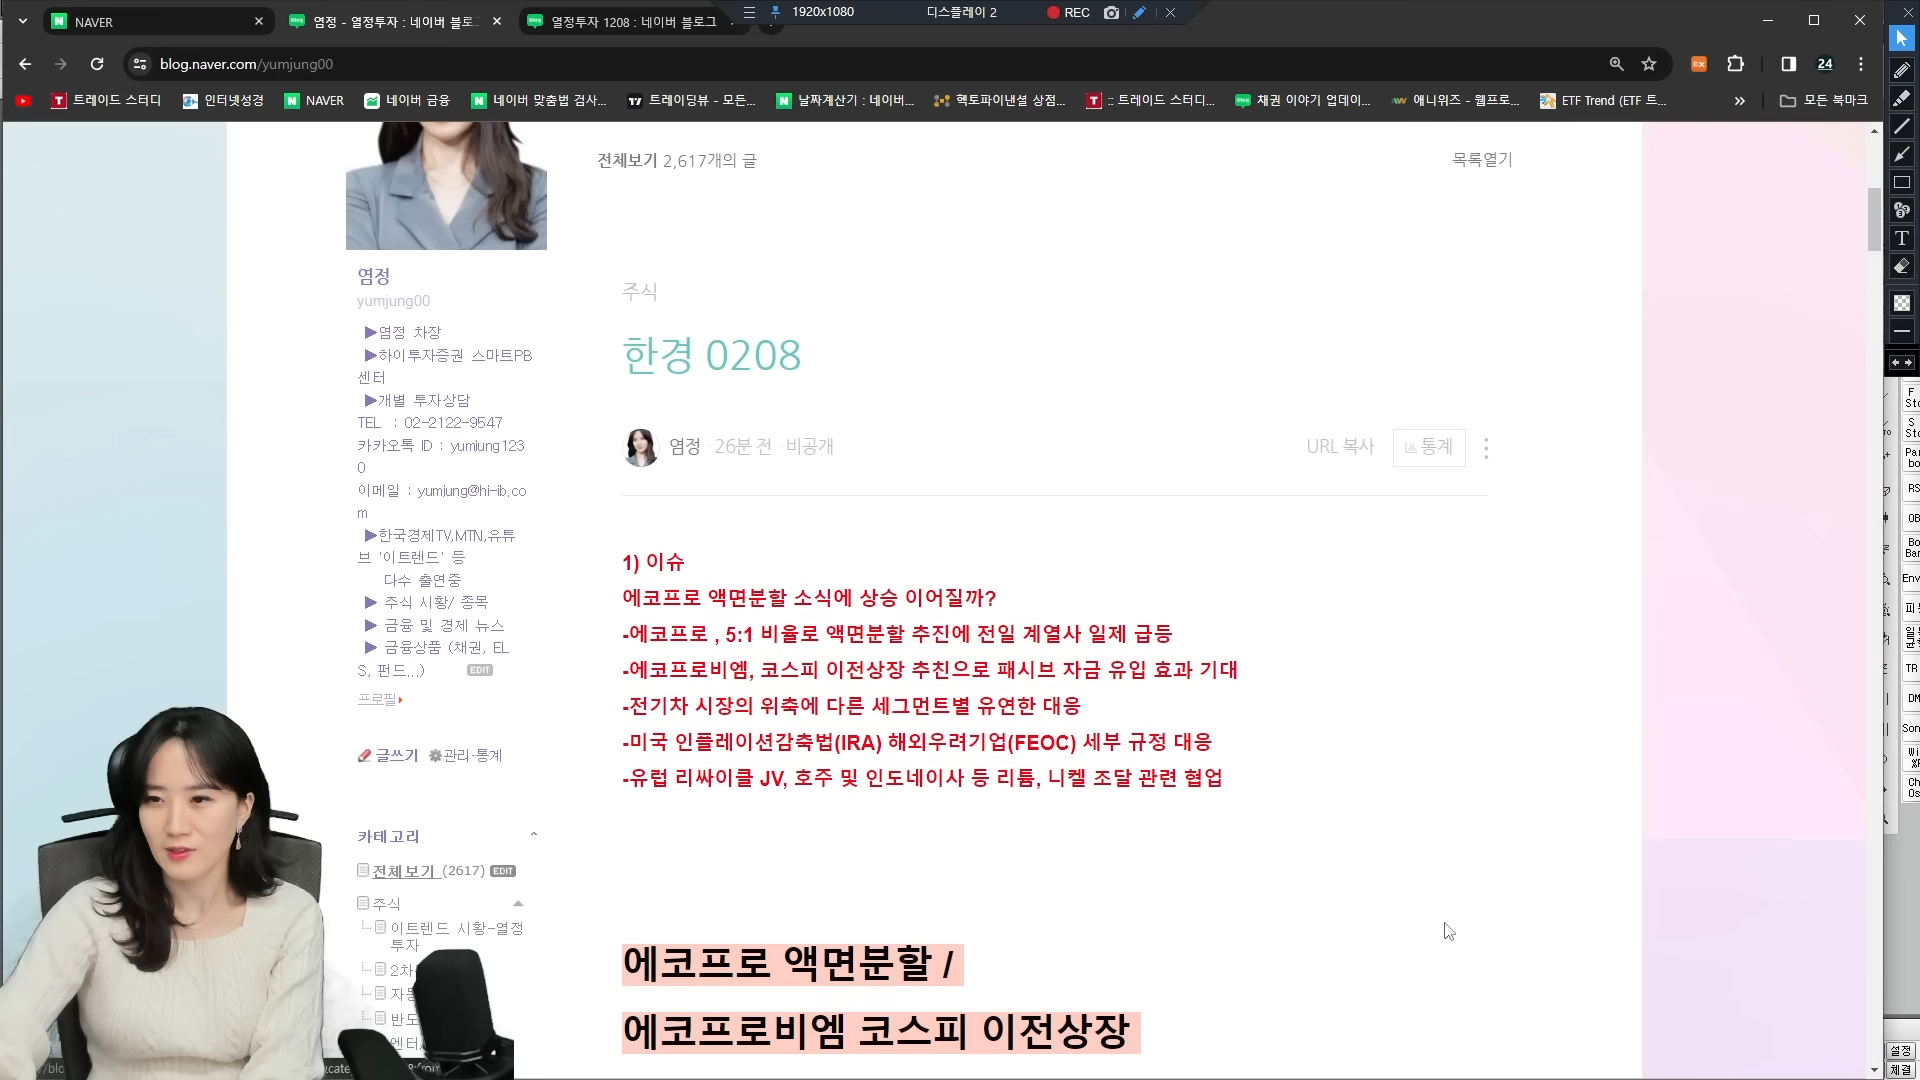 NAVER
염정 - 열정투자 : 네이버 블로그
열정투자 1208 : 네이버 블로그
1920x1080
디스플레이 2
REC
blog.naver.com/yumjung00
24
트레이드 스터디
인터넷성경
NAVER
네이버 금융
네이버 맞춤법 검사...
트레이딩뷰 - 모든...
날짜계산기 : 네이버...
헥토파이낸셜 상점...
:: 트레이드 스터디...
채권 이야기 업데이...
애니위즈 - 웹프로...
ETF Trend (ETF 트...
모든 북마크
전체보기 2,617개의 글
목록열기
염정
yumjung00
▶염정 차장
▶하이투자증권 스마트PB
센터
▶개별 투자상담
TEL : 02-2122-9547
카카오톡 ID : yumjung123
0
이메일 : yumjung@hi-ib.co
m
▶한국경제TV,MTN,유튜
브 '이트렌드' 등
다수 출연중
▶ 주식 시황/ 종목
▶ 금융 및 경제 뉴스
▶ 금융상품 (채권, EL
S, 펀드...) EDIT
프로필
글쓰기 관리·통계
카테고리
전체보기 (2617) EDIT
주식
이트렌드 시황-열정
투자
2차
반도
엔터
주식
한경 0208
염정 · 26분 전 · 비공개
URL 복사
통계
1) 이슈
에코프로 액면분할 소식에 상승 이어질까?
-에코프로 , 5:1 비율로 액면분할 추진에 전일 계열사 일제 급등
-에코프로비엠, 코스피 이전상장 추친으로 패시브 자금 유입 효과 기대
-전기차 시장의 위축에 다른 세그먼트별 유연한 대응
-미국 인플레이션감축법(IRA) 해외우려기업(FEOC) 세부 규정 대응
-유럽 리싸이클 JV, 호주 및 인도네이사 등 리튬, 니켈 조달 관련 협업
에코프로 액면분할 /
에코프로비엠 코스피 이전상장
설정
체결